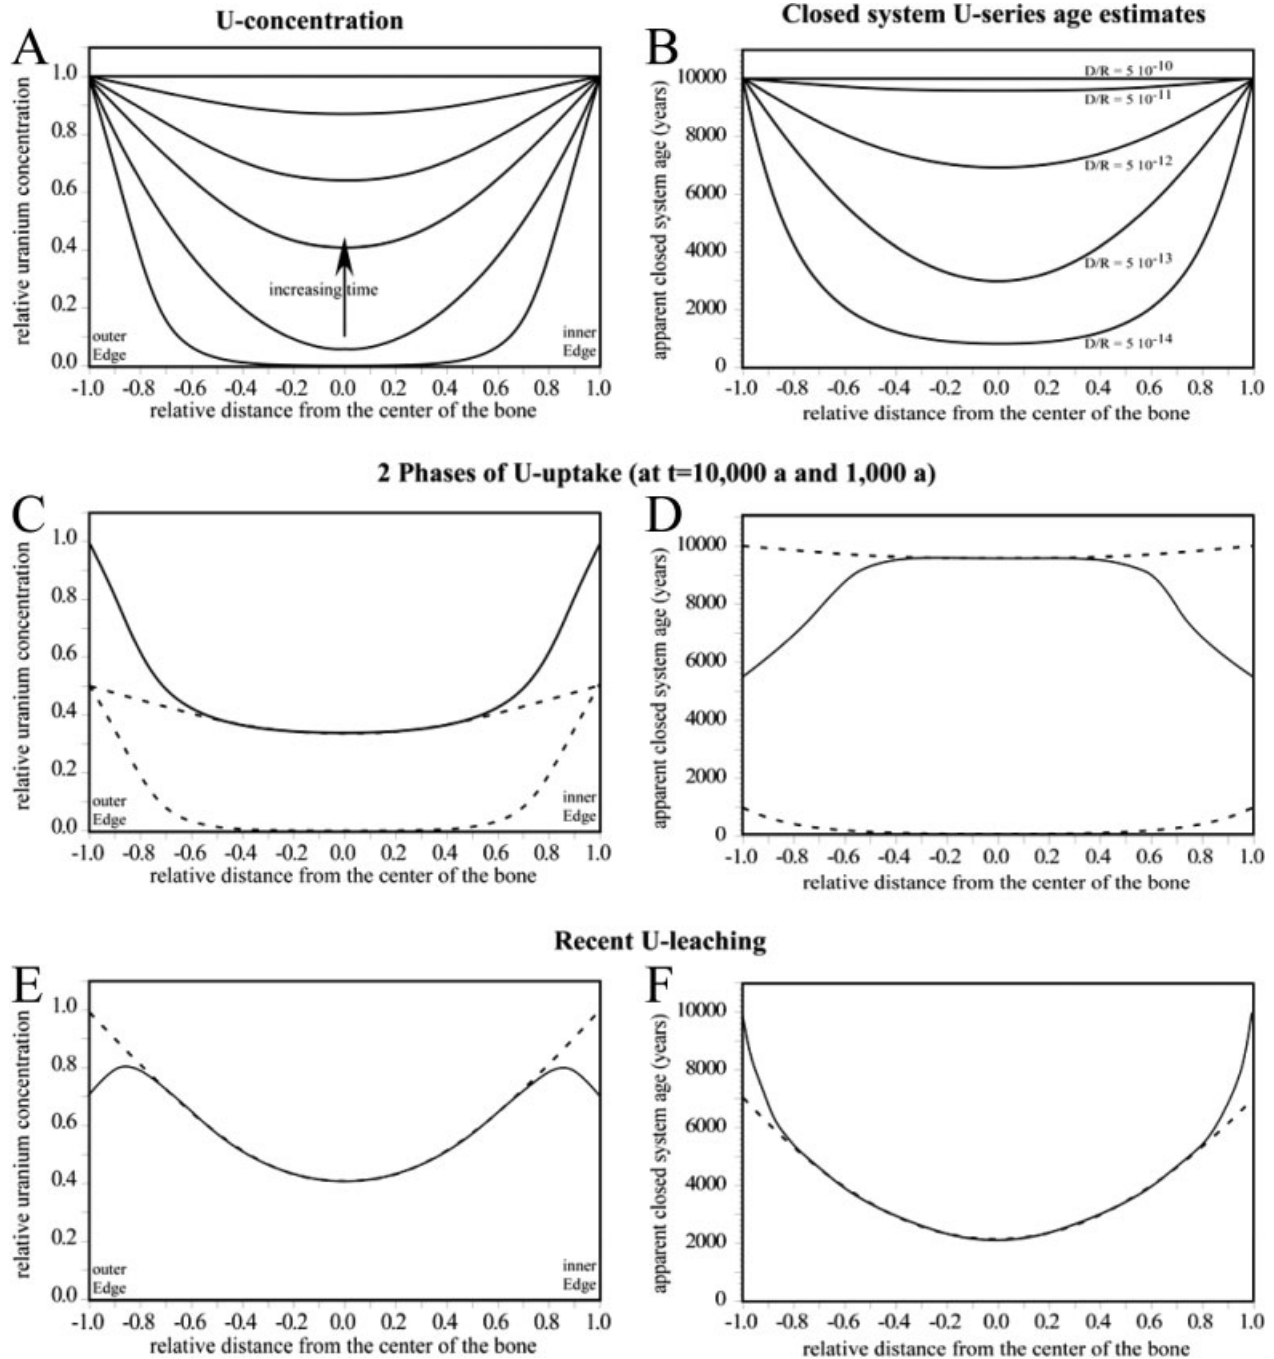 U-concentration
Closed system U-series age estimates
A
relative uranium concentration
1.0
0.8
0.6
0.4
0.2
0.0
increasing time
outer
Edge
inner
Edge
-1.0 -0.8 -0.6 -0.4 -0.2 0.0 0.2 0.4 0.6 0.8 1.0
relative distance from the center of the bone
B
apparent closed system age (years)
10000
8000
6000
4000
2000
0
D/R = 5 10-10
D/R = 5 10-11
D/R = 5 10-12
D/R = 5 10-13
D/R = 5 10-14
-1.0 -0.8 -0.6 -0.4 -0.2 0.0 0.2 0.4 0.6 0.8 1.0
relative distance from the center of the bone
2 Phases of U-uptake (at t=10,000 a and 1,000 a)
C
relative uranium concentration
1.0
0.8
0.6
0.4
0.2
0.0
outer
Edge
inner
Edge
-1.0 -0.8 -0.6 -0.4 -0.2 0.0 0.2 0.4 0.6 0.8 1.0
relative distance from the center of the bone
D
apparent closed system age (years)
10000
8000
6000
4000
2000
0
-1.0 -0.8 -0.6 -0.4 -0.2 0.0 0.2 0.4 0.6 0.8 1.0
relative distance from the center of the bone
Recent U-leaching
E
relative uranium concentration
1.0
0.8
0.6
0.4
0.2
0.0
outer
Edge
inner
Edge
-1.0 -0.8 -0.6 -0.4 -0.2 0.0 0.2 0.4 0.6 0.8 1.0
relative distance from the center of the bone
F
apparent closed system age (years)
10000
8000
6000
4000
2000
0
-1.0 -0.8 -0.6 -0.4 -0.2 0.0 0.2 0.4 0.6 0.8 1.0
relative distance from the center of the bone